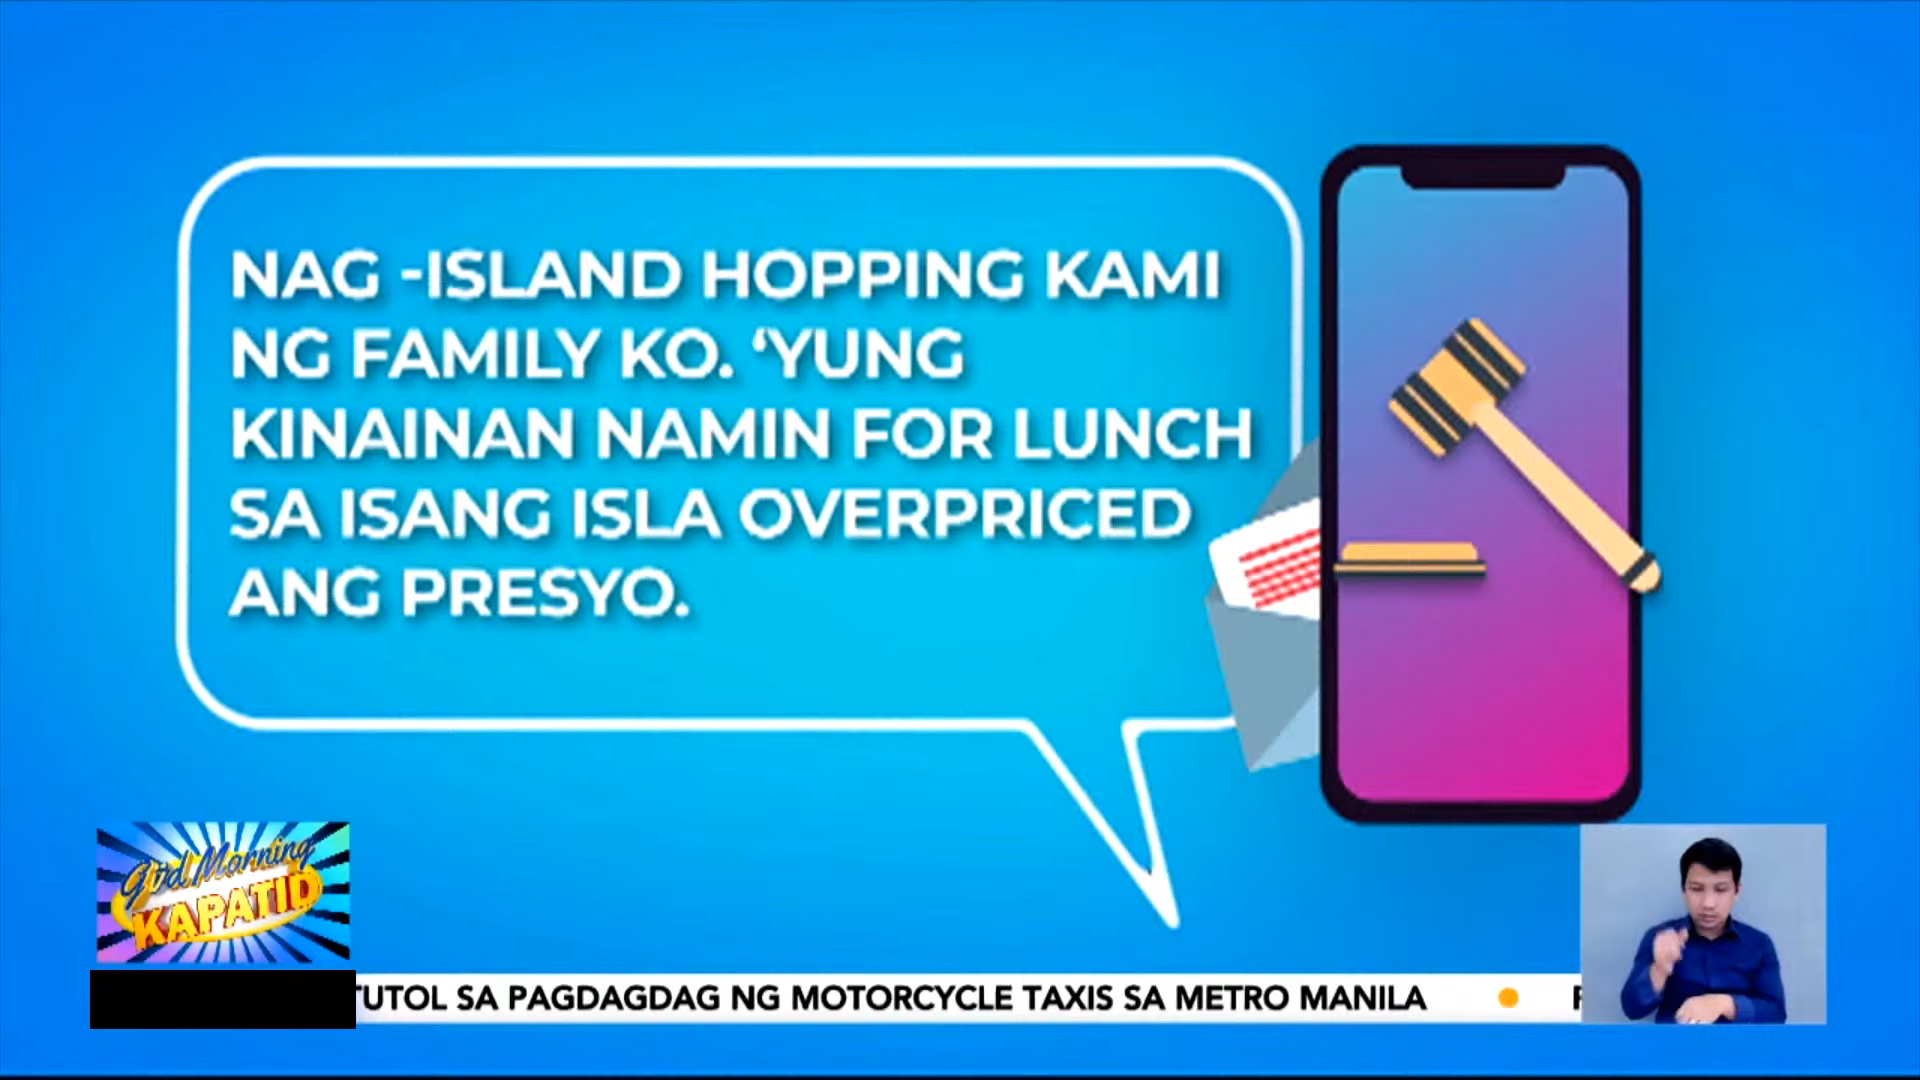 NAG -ISLAND HOPPING KAMI
NG FAMILY KO. ‘YUNG
KINAINAN NAMIN FOR LUNCH
SA ISANG ISLA OVERPRICED
ANG PRESYO.
Gud Morning
KAPATID
TUTOL SA PAGDAGDAG NG MOTORCYCLE TAXIS SA METRO MANILA